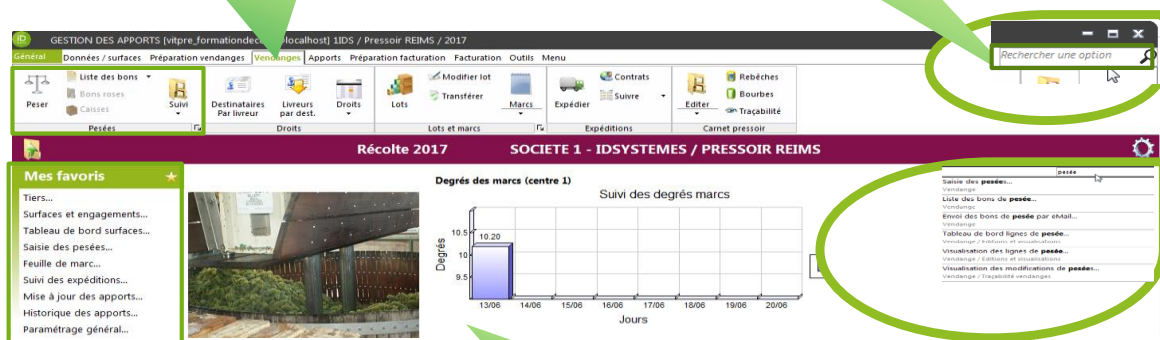 iD GESTION DES APPORTS [vitpre_formationdeco localhost] 1IDS / Pressoir REIMS / 2017
Général Données / surfaces Préparation vendanges Vendanges Apports Préparation facturation Facturation Outils Menu
Rechercher une option
Peser
Liste des bons
Bons roses
Caisses
Suivi
Pesées
Destinataires Par livreur
Livreurs par dest.
Droits
Droits
Lots
Modifier lot
Transférer
Marcs
Lots et marcs
Expédier
Contrats
Suivre
Expéditions
Editer
Rebêches
Bourbes
Traçabilité
Carnet pressoir
Récolte 2017 SOCIETE 1 - IDSYSTEMES / PRESSOIR REIMS
Mes favoris
Tiers...
Surfaces et engagements...
Tableau de bord surfaces...
Saisie des pesées...
Feuille de marc...
Suivi des expéditions...
Mise à jour des apports...
Historique des apports...
Paramétrage général...
Degrés des marcs (centre 1)
Suivi des degrés marcs
Degrés
10.5
10
9.5
10.20
13/06 14/06 15/06 16/06 17/06 18/06 19/06 20/06
Jours
pesée
Saisie des pesées...
Vendange
Liste des bons de pesée...
Vendange
Envoi des bons de pesée par eMail...
Vendange
Tableau de bord lignes de pesée...
Vendange / Editions et visualisations
Visualisation des lignes de pesée...
Vendange / Editions et visualisations
Visualisation des modifications de pesées...
Vendange / Traçabilité vendanges